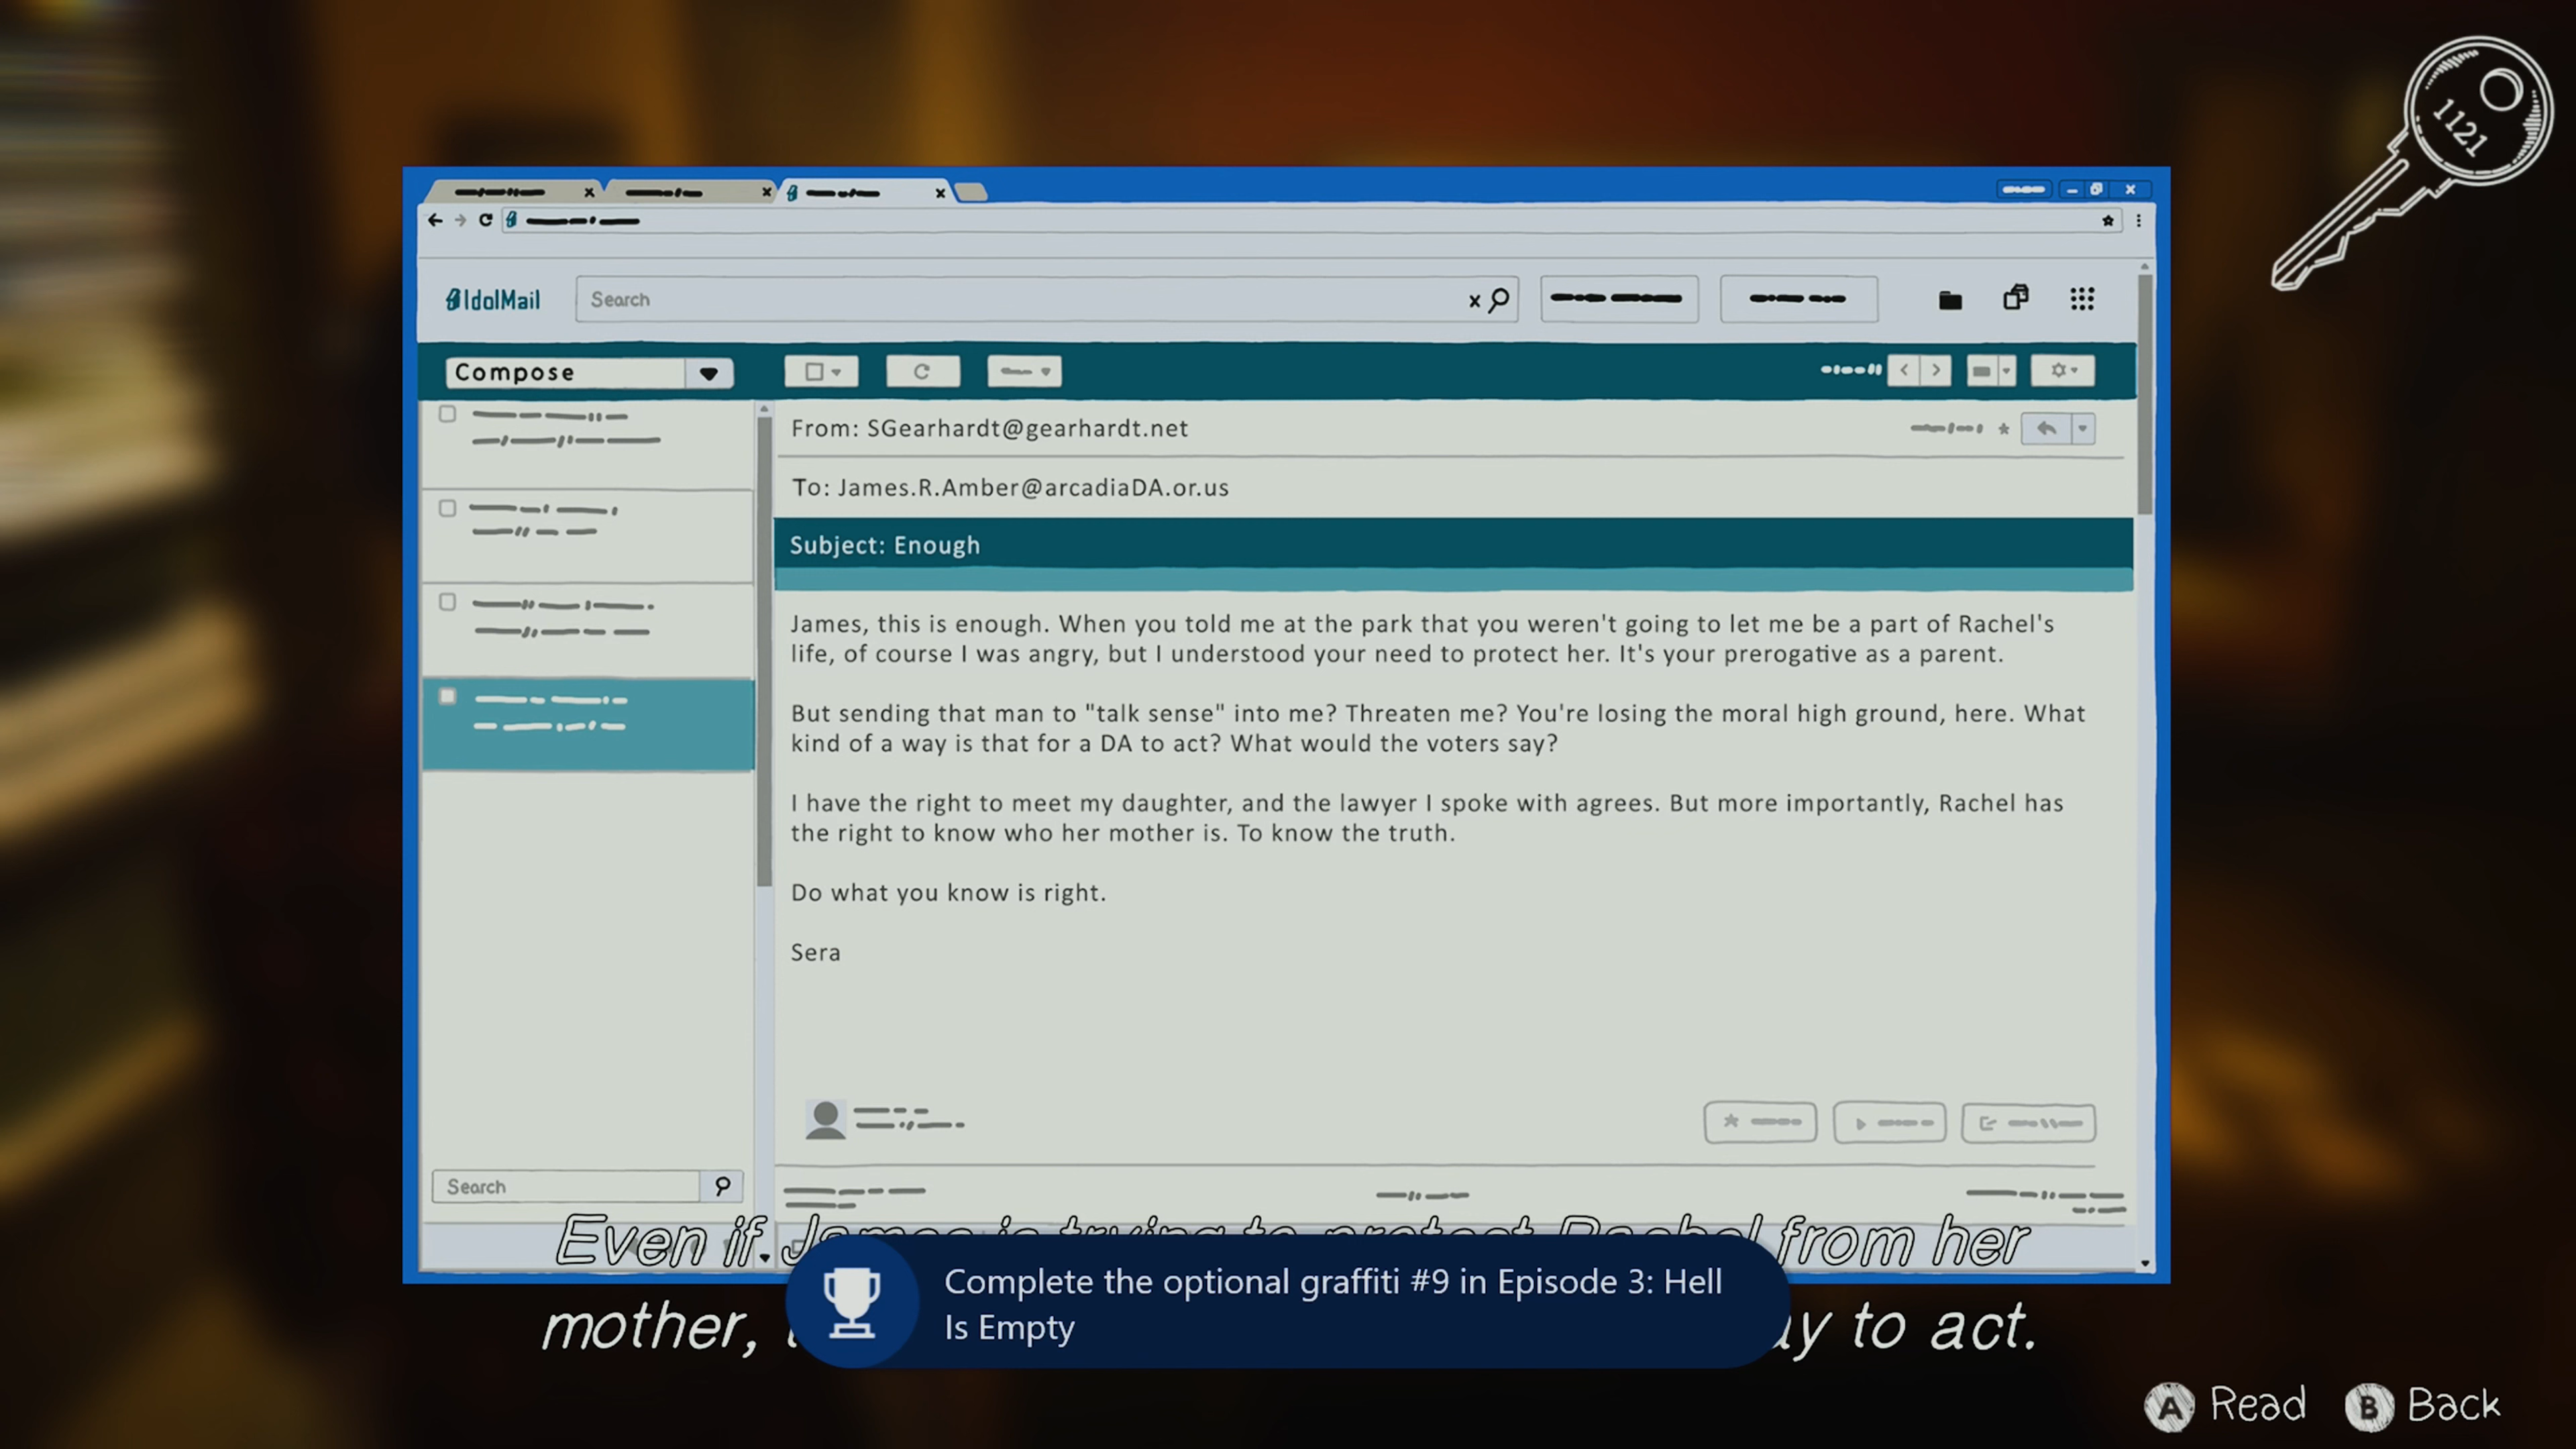 1121
IdolMail
Search
Compose
From: SGearhardt@gearhardt.net
To: James.R.Amber@arcadiaDA.or.us
Subject: Enough
James, this is enough. When you told me at the park that you weren't going to let me be a part of Rachel's
life, of course I was angry, but I understood your need to protect her. It's your prerogative as a parent.
But sending that man to "talk sense" into me? Threaten me? You're losing the moral high ground, here. What
kind of a way is that for a DA to act? What would the voters say?
I have the right to meet my daughter, and the lawyer I spoke with agrees. But more importantly, Rachel has
the right to know who her mother is. To know the truth.
Do what you know is right.
Sera
Search
Even if James is trying to protect Rachel from her
mother, to act.
Complete the optional graffiti #9 in Episode 3: Hell
Is Empty
A Read B Back